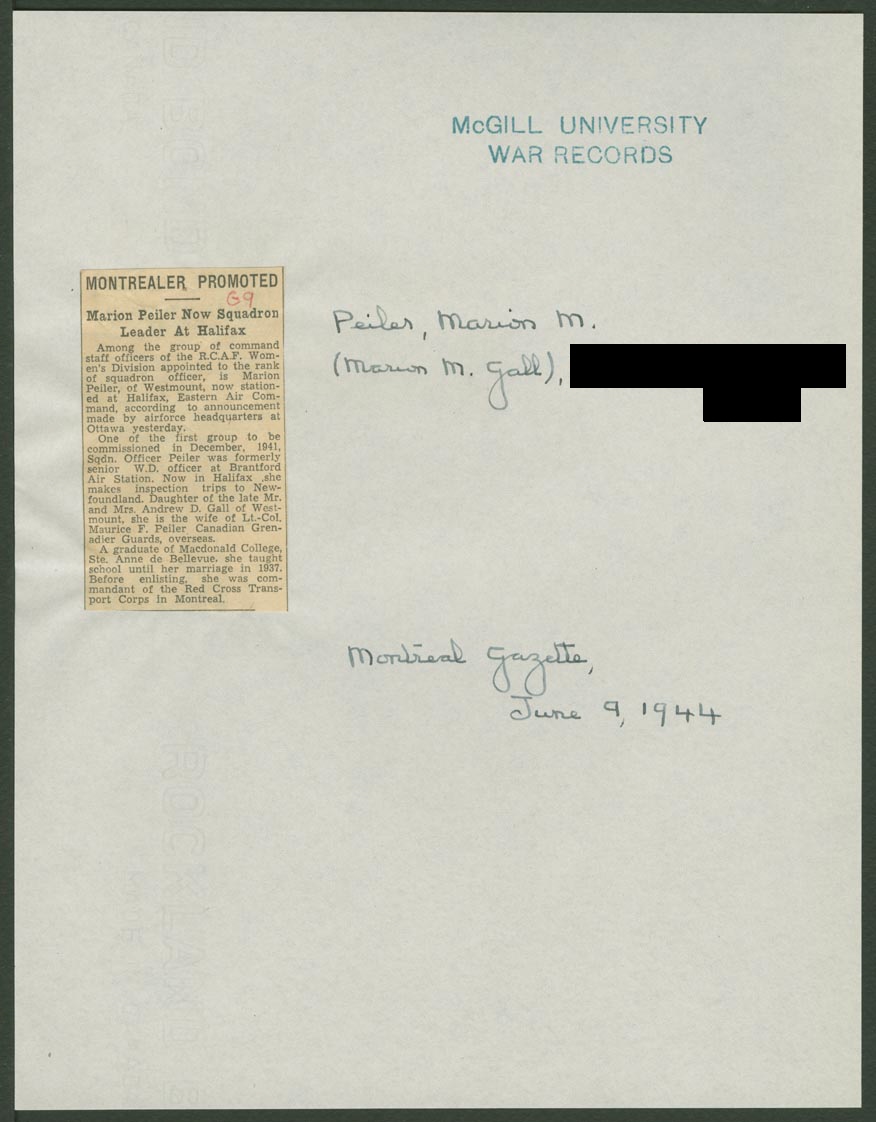 McGILL UNIVERSITY
WAR RECORDS
MONTREALER PROMOTED
G9
Marion Peiler Now Squadron
Leader At Halifax
Among the group of command
staff officers of the R.C.A.F. Wom-
en's Division appointed to the rank
of squadron officer, is Marion
Peiler, of Westmount, now station-
ed at Halifax, Eastern Air Com-
mand, according to announcement
made by airforce headquarters at
Ottawa yesterday.
One of the first group to be
commissioned in December, 1941,
Sqdn. Officer Peiler was formerly
senior W.D. officer at Brantford
Air Station. Now in Halifax ,she
makes inspection trips to New-
foundland. Daughter of the late Mr.
and Mrs. Andrew D. Gall of West-
mount, she is the wife of Lt.-Col.
Maurice F. Peiler Canadian Gren-
adier Guards, overseas.
A graduate of Macdonald College,
Ste. Anne de Bellevue, she taught
school until her marriage in 1937.
Before enlisting, she was com-
mandant of the Red Cross Trans-
port Corps in Montreal.
Peiler, Marion M.
(Marion M. Gall),
Montreal Gazette,
June 9, 1944
ROCKLAND